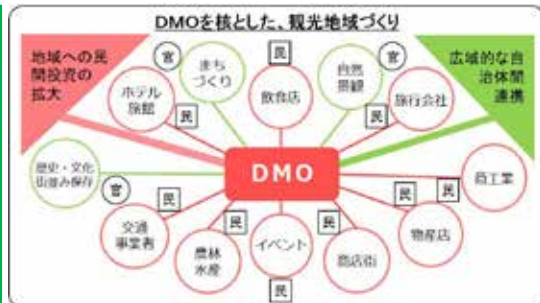 DMOを核とした、観光地域づくり
地域への民
間投資の
拡大
広域的な自
治体間
連携
官
まち
づくり
民
飲食店
自然
景観
官
ホテル
旅館
民
民
旅行会社
歴史・文化
街並み保存
官
DMO
商工業
交通
事業者
民
農林
水産
民
イベント
民
商店街
民
物産店
民
民